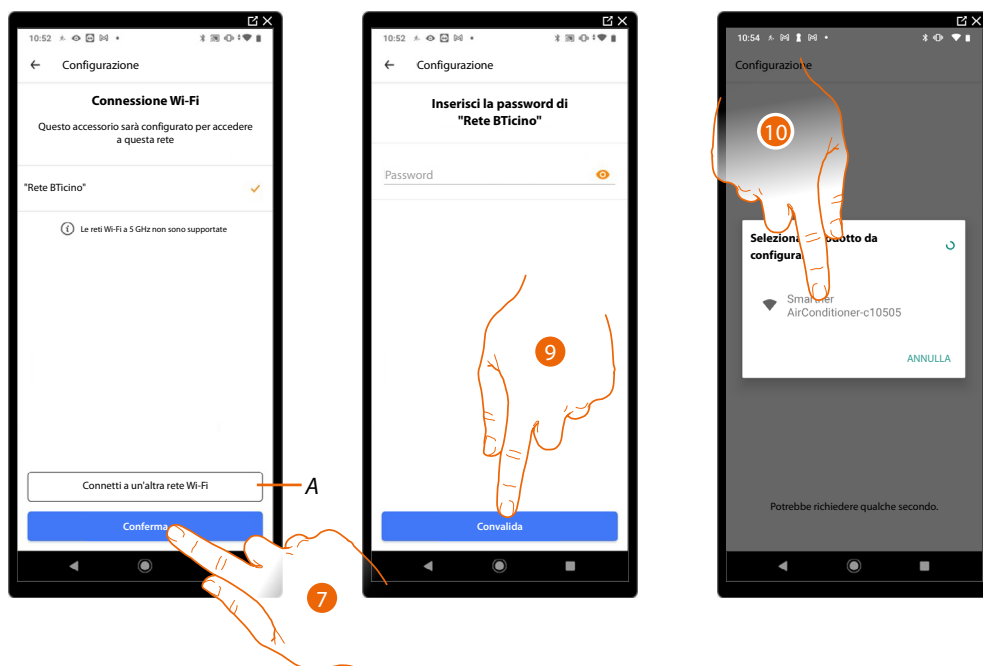 10:52
Configurazione
Connessione Wi-Fi
Questo accessorio sarà configurato per accedere
a questa rete
"Rete BTicino"
Le reti Wi-Fi a 5 GHz non sono supportate
Connetti a un'altra rete Wi-Fi
A
Conferma
7
10:52
Configurazione
Inserisci la password di
"Rete BTicino"
Password
9
Convalida
10:54
Configurazione
10
Seleziona da
configura
Smarther
AirConditioner-c10505
ANNULLA
Potrebbe richiedere qualche secondo.